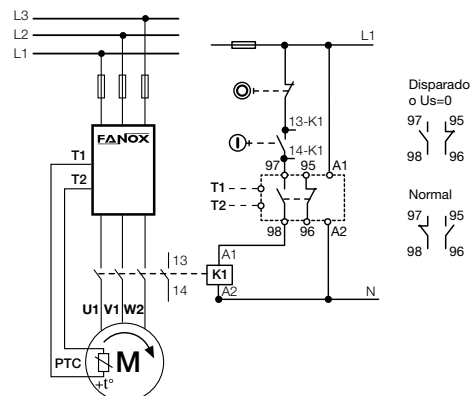 L3
L2
L1
FANOX
T1
T2
U1 V1 W2
PTC
M
+t°
13
14
L1
13-K1
14-K1
97 95 A1
T1
T2
98 96 A2
A1
K1
A2
N
Disparado
o Us=0
97 95
98 96
Normal
97 95
98 96